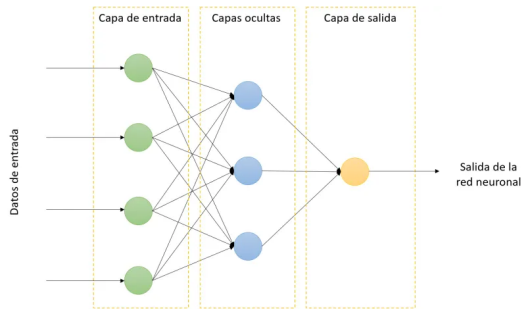 Capa de entrada
Capas ocultas
Capa de salida
Datos de entrada
Salida de la
red neuronal